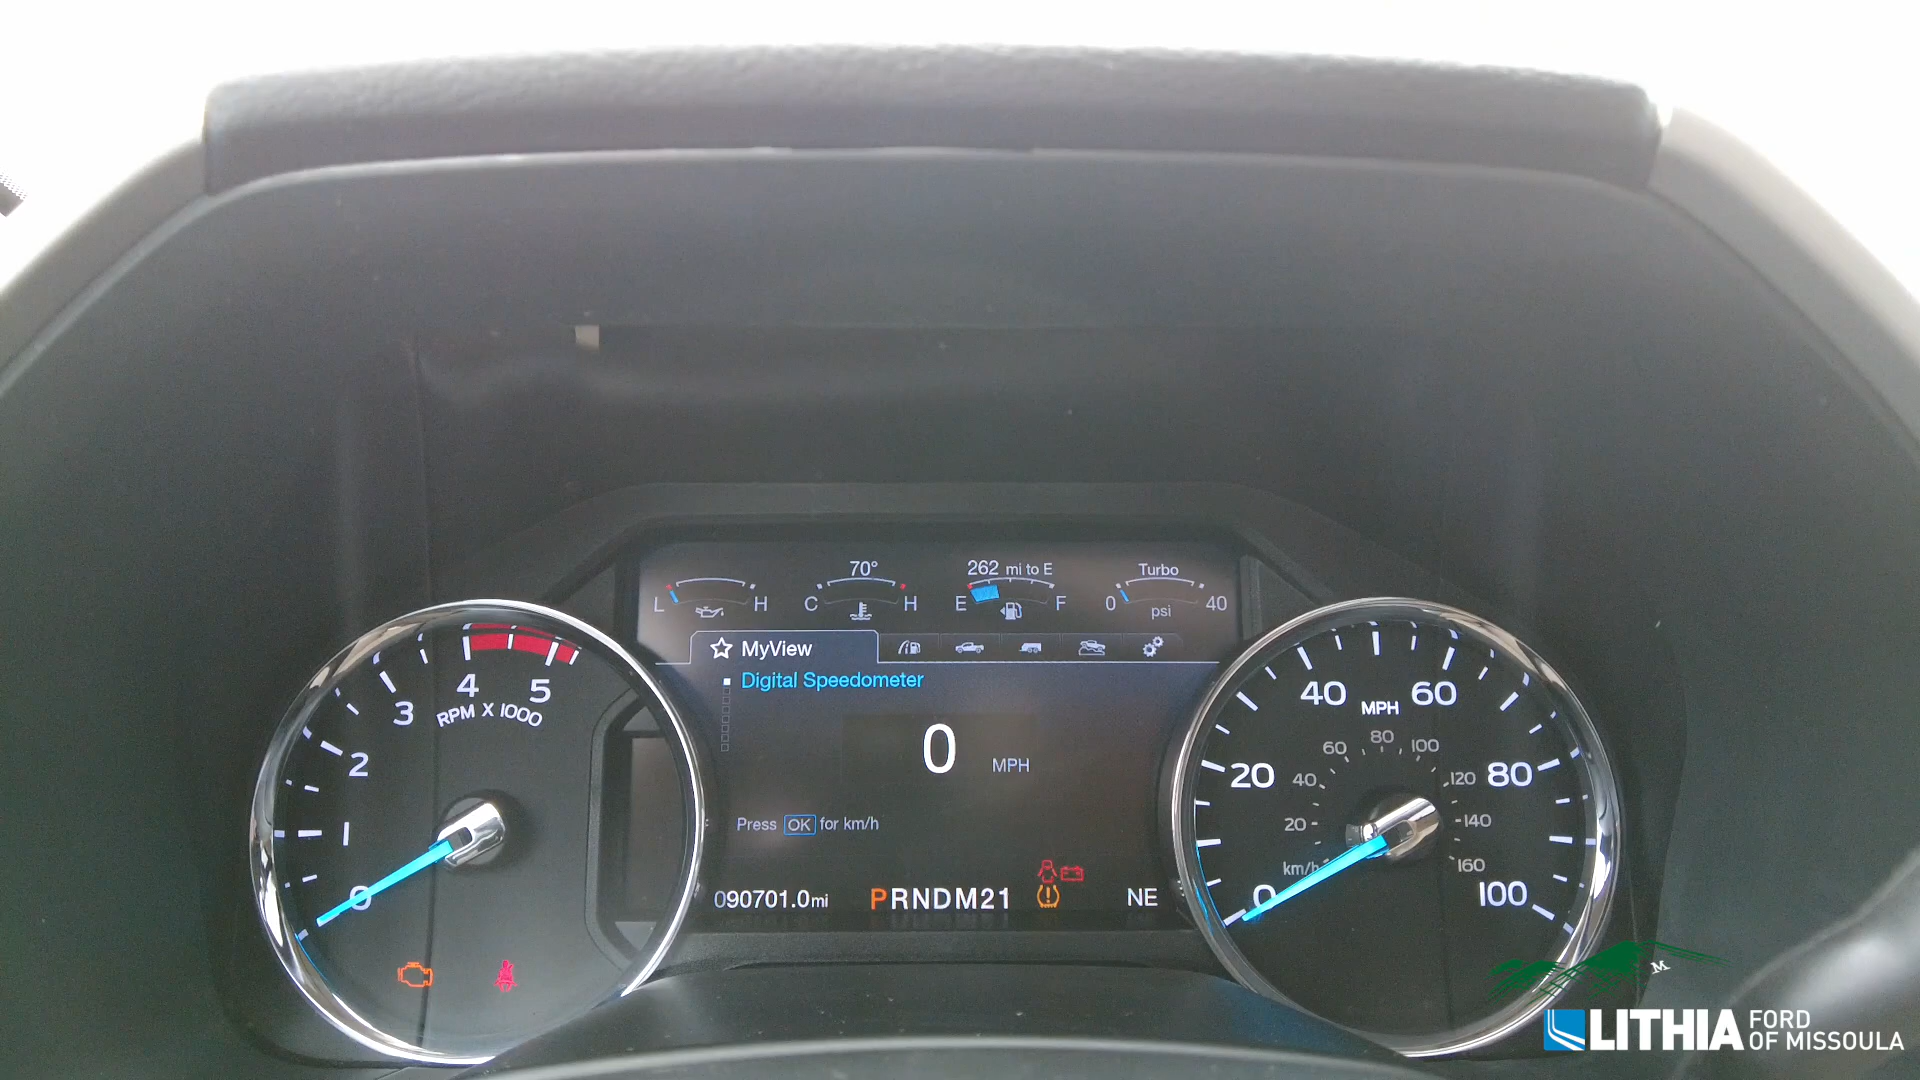 70° 262 mi to E Turbo
L H C H E F 0 psi 40
MyView
Digital Speedometer
0 MPH
Press OK for km/h
090701.0mi PRNDM21 NE
0 1 2 3 4 5
RPM X 1000
0 20 40 60 80 100
MPH
km/h 20 40 60 80 100 120 140 160
M
LITHIA FORD
OF MISSOULA